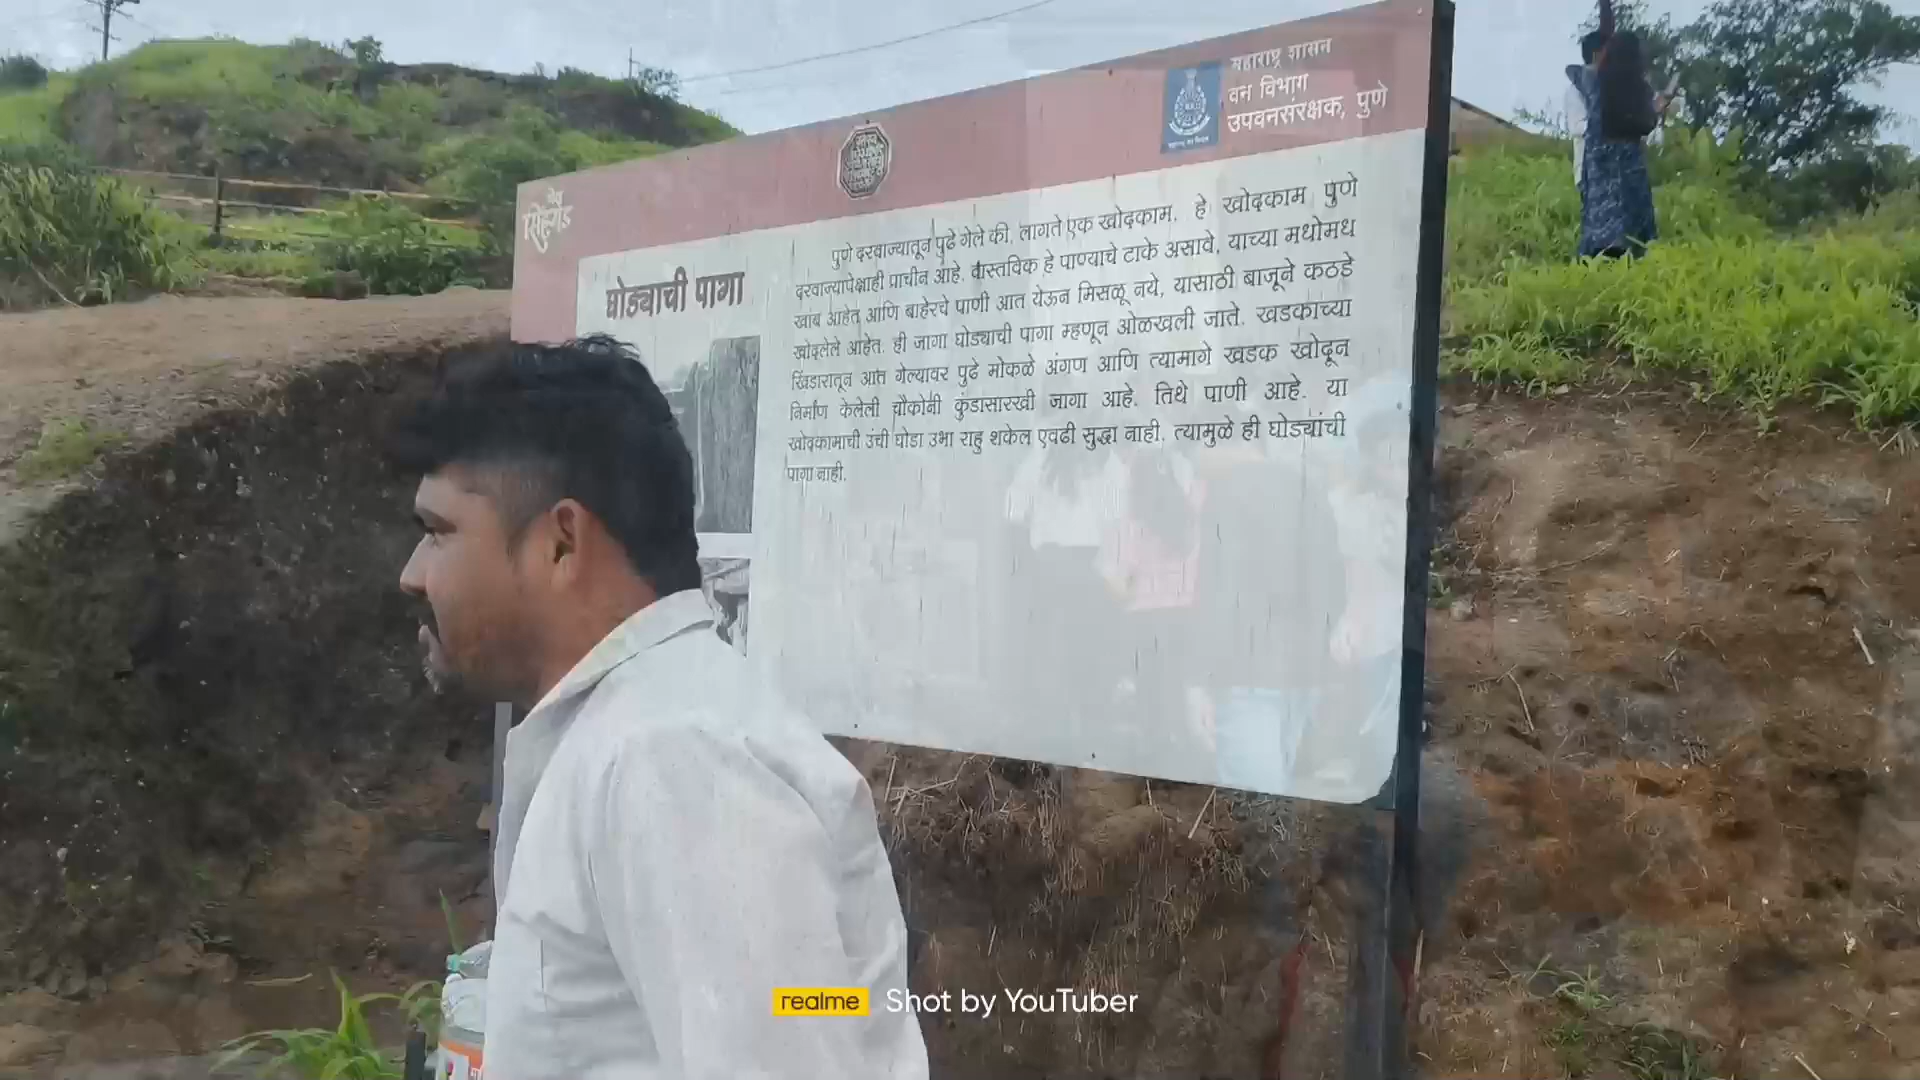 महाराष्ट्र शासन
वन विभाग
उपवनसंरक्षक, पुणे
सिंहगड
घोड्याची पागा
पुणे दरवाज्यातून पुढे गेले की, लागते एक खोदकाम. हे खोदकाम पुणे
दरवाज्यापेक्षाही प्राचीन आहे. वास्तविक हे पाण्याचे टाके असावे, याच्या मधोमध
खांब आहेत आणि बाहेरचे पाणी आत येऊन मिसळू नये, यासाठी बाजूने कठडे
खोदलेले आहेत. ही जागा घोड्याची पागा म्हणून ओळखली जाते. खडकाच्या
खिंडारातून आत गेल्यावर पुढे मोकळे अंगण आणि त्यामागे खडक खोदून
निर्माण केलेली चौकोनी कुंडासारखी जागा आहे. तिथे पाणी आहे. या
खोदकामाची उंची घोडा उभा राहु शकेल एवढी सुद्धा नाही. त्यामुळे ही घोड्यांची
पागा नाही.
realme Shot by YouTuber